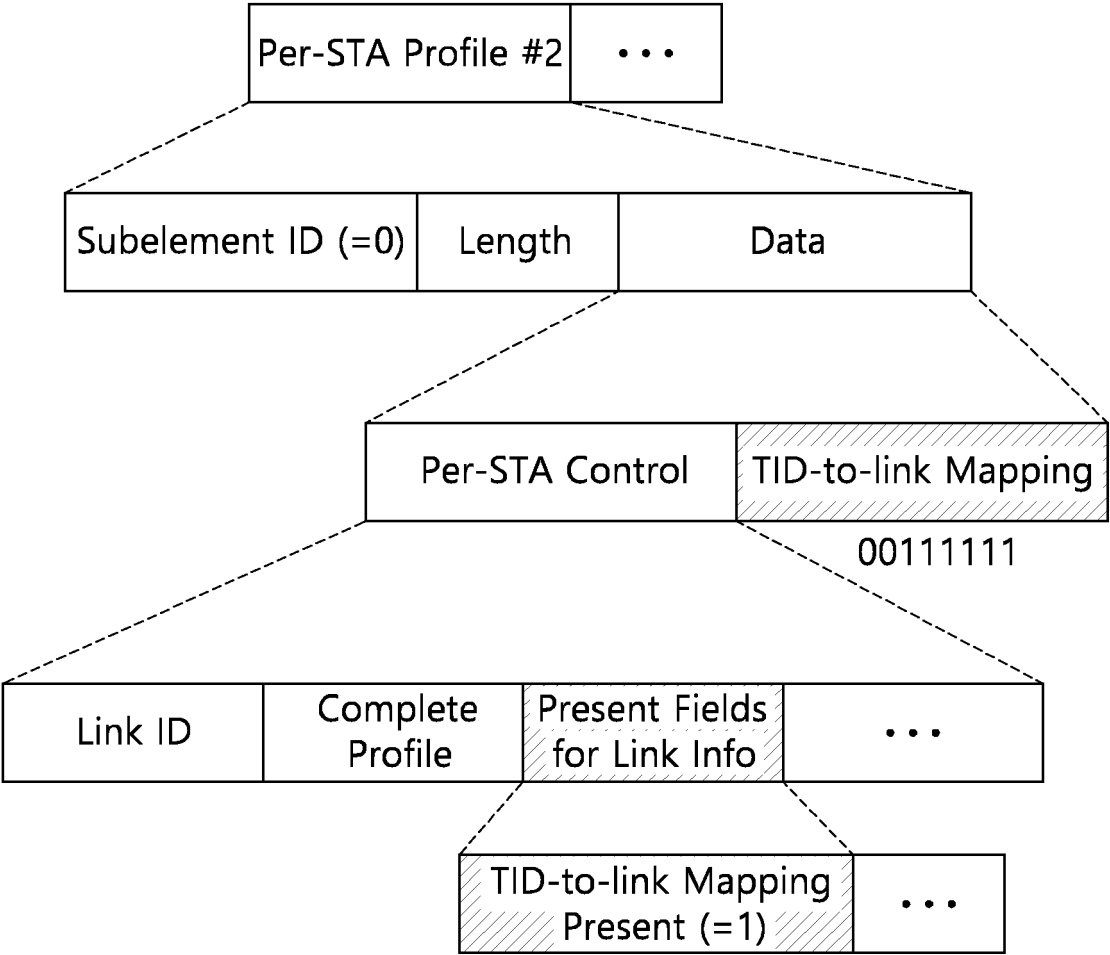 Per-STA Profile #2
...
Subelement ID (=0)
Length
Data
Per-STA Control
TID-to-link Mapping
00111111
Link ID
Complete
Profile
Present Fields
for Link Info
...
TID-to-link Mapping
Present (=1)
...